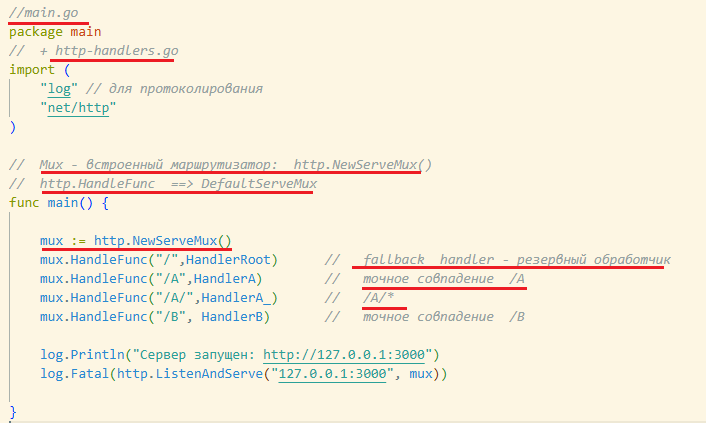 //main.go
package main
//  + http-handlers.go
import (
    "log" // для протоколирования
    "net/http"
)
//  Mux - встроенный маршрутизатор:  http.NewServeMux()
//  http.HandleFunc  ==> DefaultServeMux
func main() {
    mux := http.NewServeMux()
    mux.HandleFunc("/",HandlerRoot)      //   fallback  handler - резервный обработчик
    mux.HandleFunc("/A",HandlerA)        //   точное совпадение  /A
    mux.HandleFunc("/A/",HandlerA_)      //   /A/*
    mux.HandleFunc("/B", HandlerB)       //   точное совпадение  /B
    log.Println("Сервер запущен: http://127.0.0.1:3000")
    log.Fatal(http.ListenAndServe("127.0.0.1:3000", mux))
}